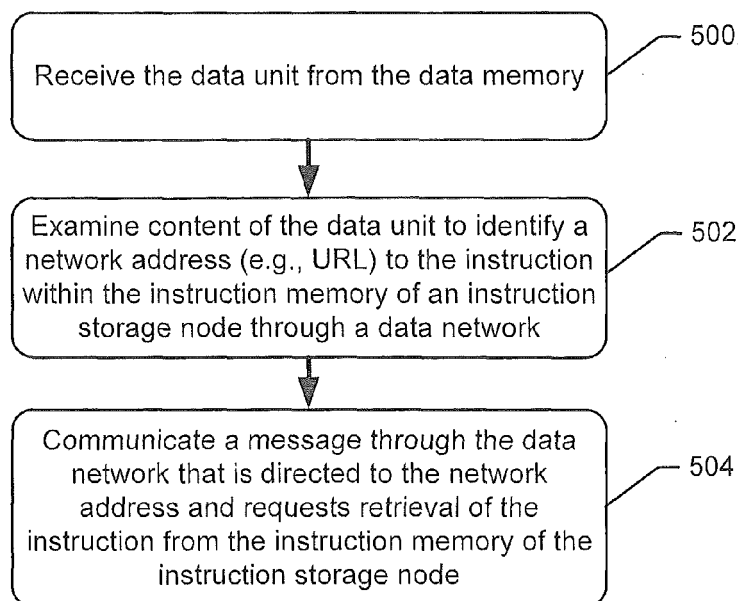 Receive the data unit from the data memory
500
Examine content of the data unit to identify a
network address (e.g., URL) to the instruction
within the instruction memory of an instruction
storage node through a data network
502
Communicate a message through the data
network that is directed to the network
address and requests retrieval of the
instruction from the instruction memory of the
instruction storage node
504